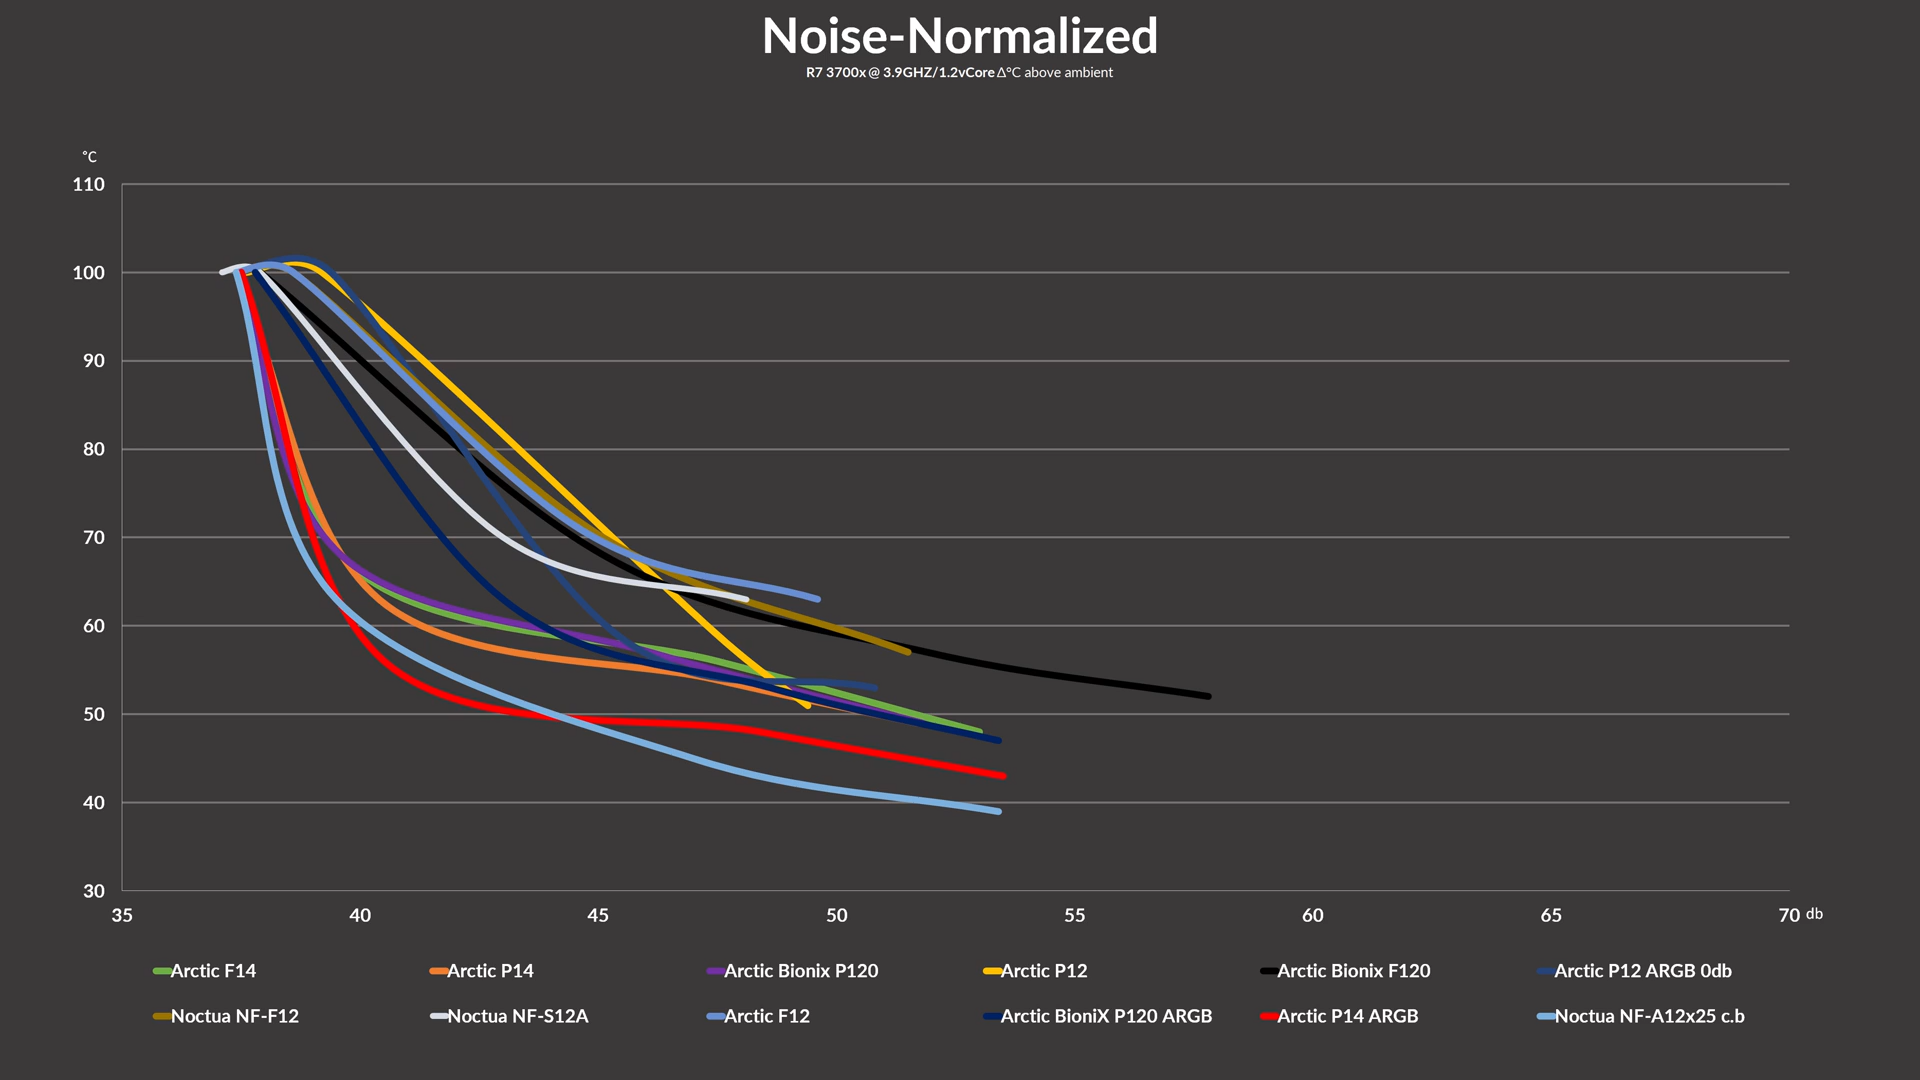 Noise-Normalized
R7 3700x @ 3.9GHZ/1.2vCore Δ°C above ambient
°C
110
100
90
80
70
60
50
40
30
35 40 45 50 55 60 65 70 db
Arctic F14 Arctic P14 Arctic Bionix P120 Arctic P12 Arctic Bionix F120 Arctic P12 ARGB 0db
Noctua NF-F12 Noctua NF-S12A Arctic F12 Arctic BioniX P120 ARGB Arctic P14 ARGB Noctua NF-A12x25 c.b